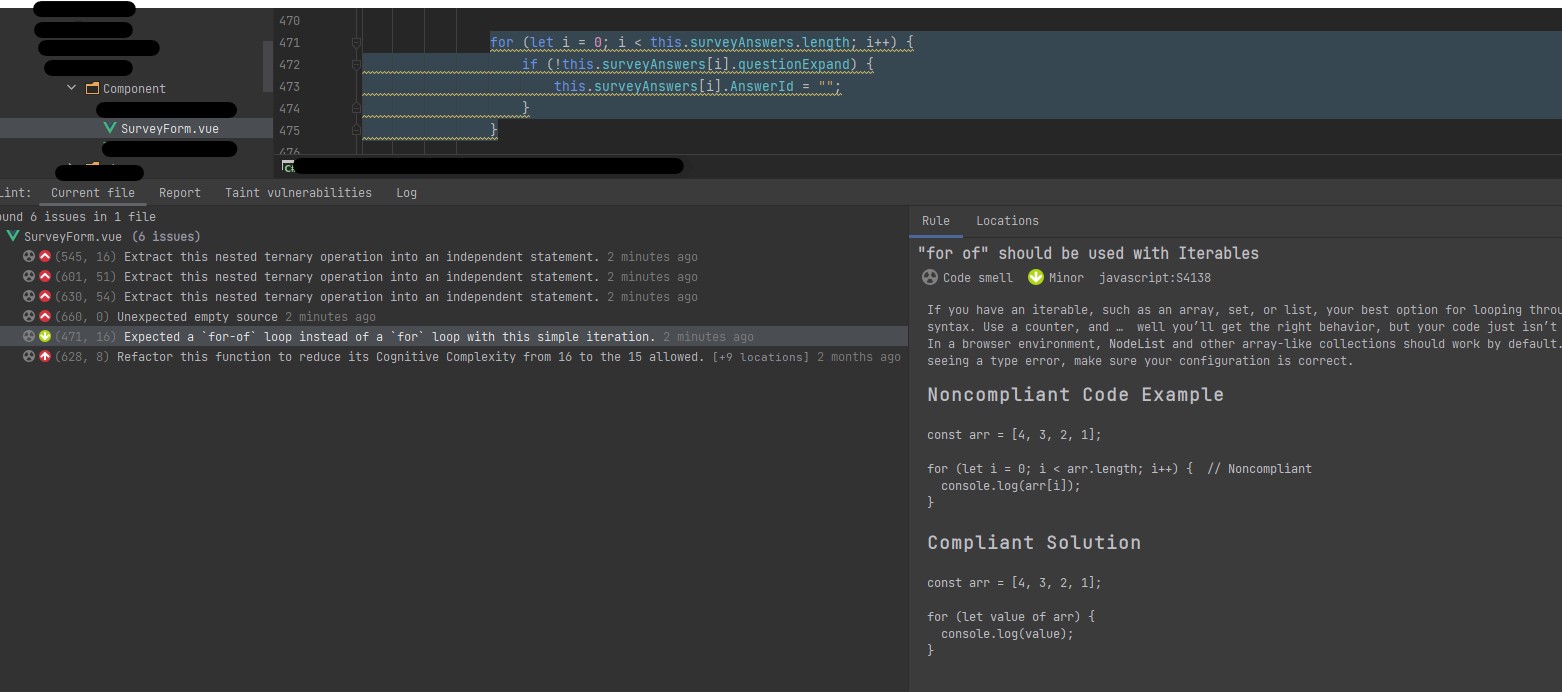 470
471 for (let i = 0; i < this.surveyAnswers.length; i++) {
472 if (!this.surveyAnswers[i].questionExpand) {
473 this.surveyAnswers[i].AnswerId = "";
474 }
475 }
476
Component
SurveyForm.vue
Lint: Current file Report Taint vulnerabilities Log
ound 6 issues in 1 file
SurveyForm.vue (6 issues)
(545, 16) Extract this nested ternary operation into an independent statement. 2 minutes ago
(601, 51) Extract this nested ternary operation into an independent statement. 2 minutes ago
(630, 54) Extract this nested ternary operation into an independent statement. 2 minutes ago
(660, 0) Unexpected empty source 2 minutes ago
(471, 16) Expected a `for-of` loop instead of a `for` loop with this simple iteration. 2 minutes ago
(628, 8) Refactor this function to reduce its Cognitive Complexity from 16 to the 15 allowed. [+9 locations] 2 months ago
Rule Locations
"for of" should be used with Iterables
Code smell Minor javascript:S4138
If you have an iterable, such as an array, set, or list, your best option for looping throu
syntax. Use a counter, and … well you’ll get the right behavior, but your code just isn’t
In a browser environment, NodeList and other array-like collections should work by default.
seeing a type error, make sure your configuration is correct.
Noncompliant Code Example
const arr = [4, 3, 2, 1];
for (let i = 0; i < arr.length; i++) { // Noncompliant
console.log(arr[i]);
}
Compliant Solution
const arr = [4, 3, 2, 1];
for (let value of arr) {
console.log(value);
}